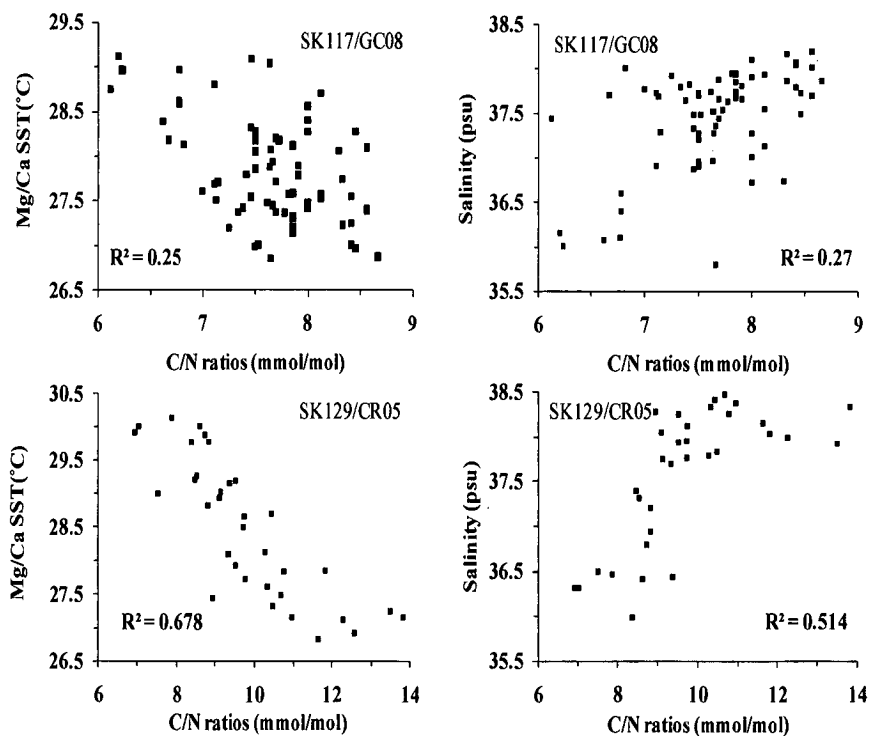 29.5
28.5
27.5
26.5
Mg/Ca SST(°C)
SK117/GC08
R² = 0.25
6 7 8 9
C/N ratios (mmol/mol)
38.5
37.5
36.5
35.5
Salinity (psu)
SK117/GC08
R² = 0.27
6 7 8 9
C/N ratios (mmol/mol)
30.5
29.5
28.5
27.5
26.5
Mg/Ca SST(°C)
SK129/CR05
R² = 0.678
6 8 10 12 14
C/N ratios (mmol/mol)
38.5
37.5
36.5
35.5
Salinity (psu)
SK129/CR05
R² = 0.514
6 8 10 12 14
C/N ratios (mmol/mol)